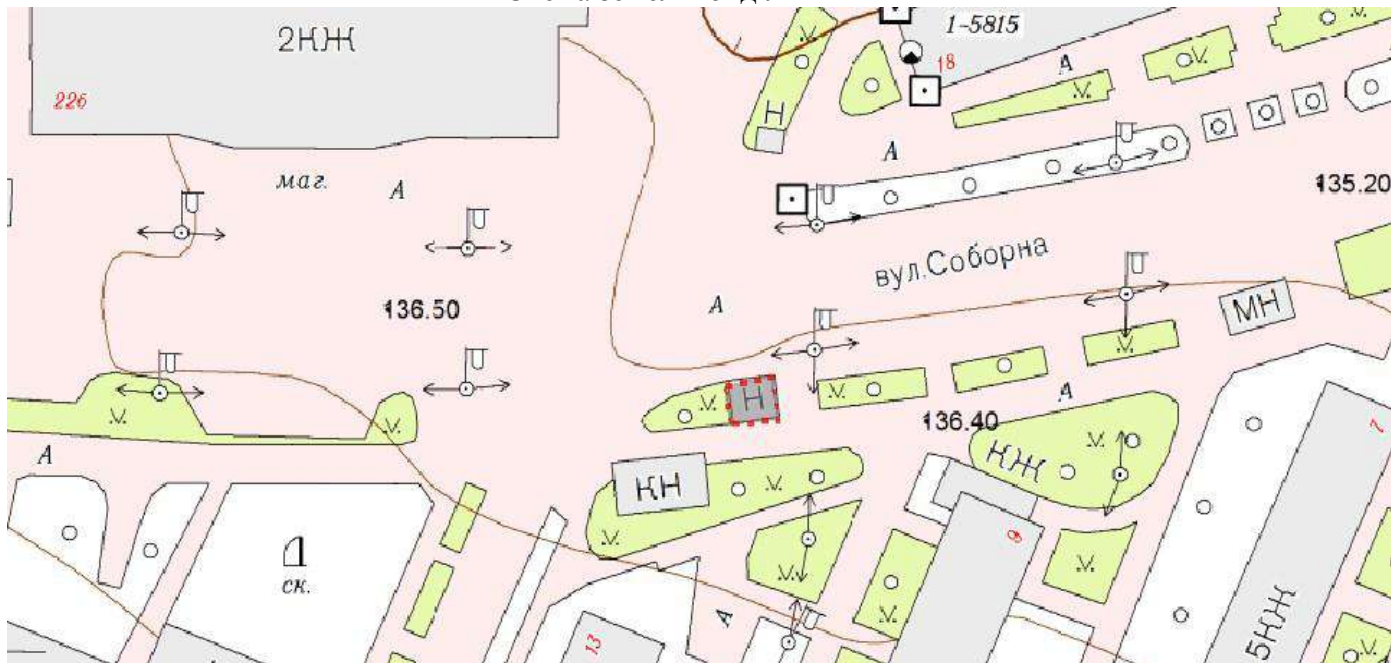 2КЖ
1-5815
18
А
226
Н
маг.
А
А
135.20
вул.Соборна
136.50
А
МН
Н
А
136.40
7
А
КН
КЖ
9
Д
ск.
А
13
5КЖ